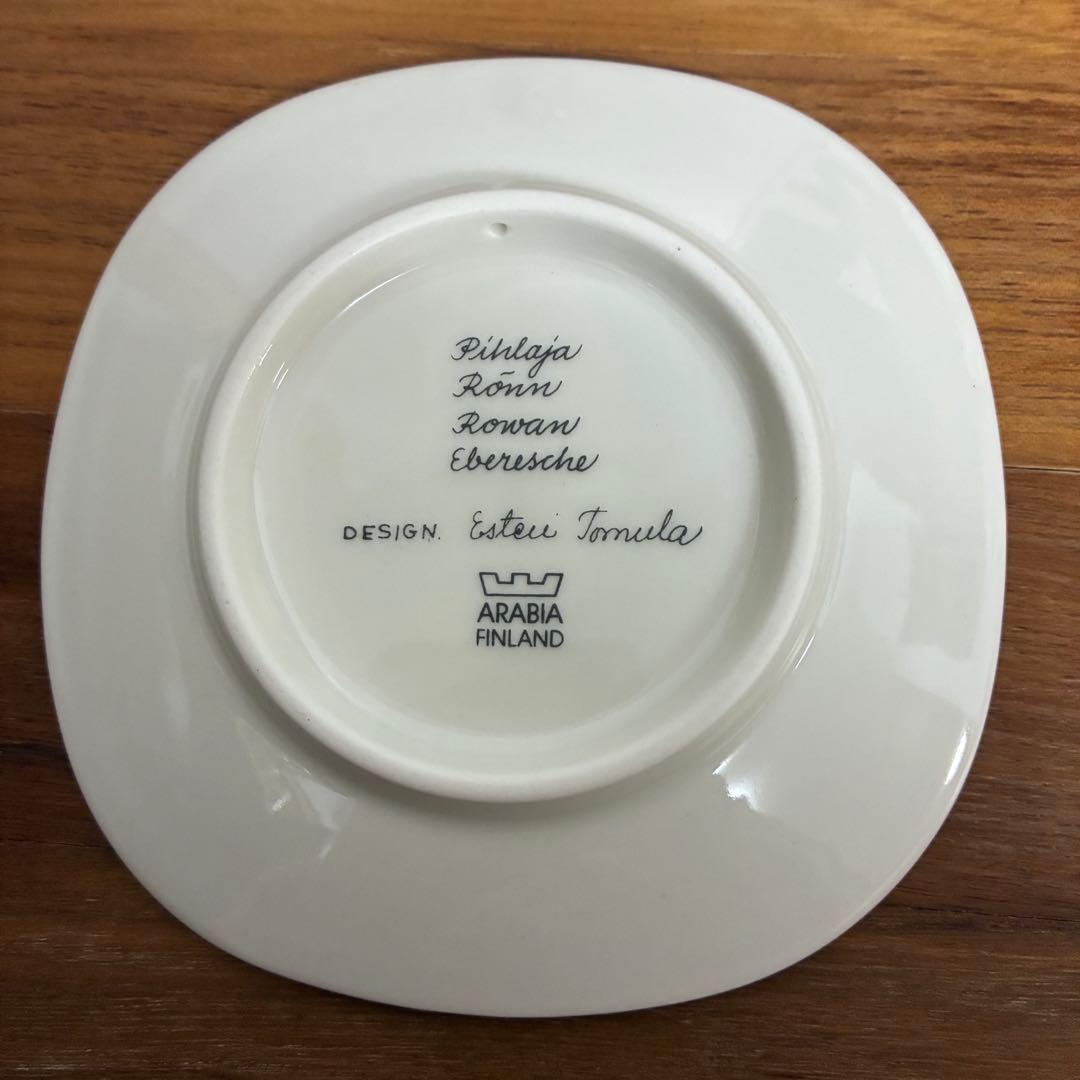 Pihlaja
Rönn
Rowan
Eberesche
DESIGN. Esteri Tomula
ARABIA
FINLAND